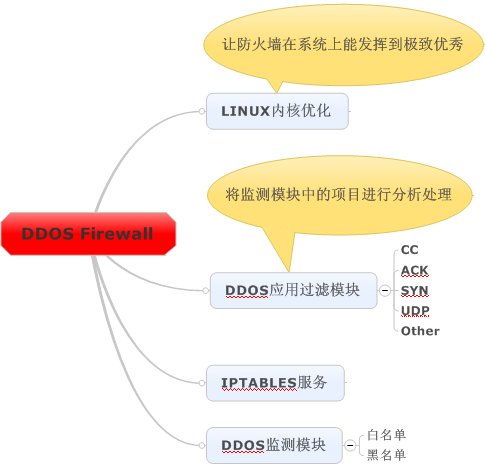 让防火墙在系统上能发挥到极致优秀
LINUX内核优化
将监测模块中的项目进行分析处理
DDOS Firewall
DDOS应用过滤模块
CC
ACK
SYN
UDP
Other
IPTABLES服务
DDOS监测模块
白名单
黑名单